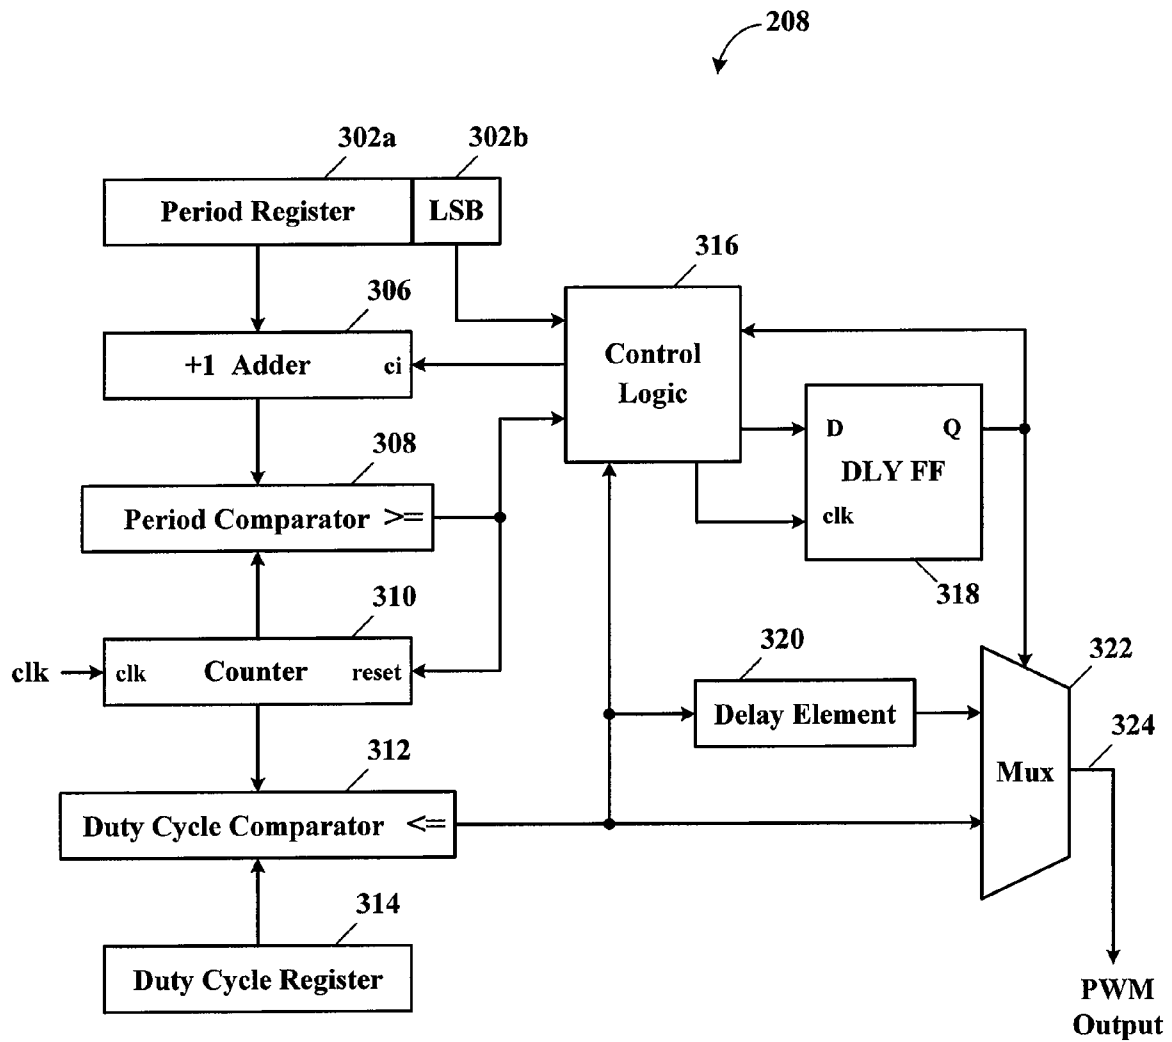 208
302a 302b
Period Register LSB
316
306
+1 Adder ci
Control
Logic
308
D Q
DLY FF
clk
Period Comparator >=
318
310
clk clk Counter reset
320
322
Delay Element
324
312
Mux
Duty Cycle Comparator <=
314
Duty Cycle Register
PWM
Output